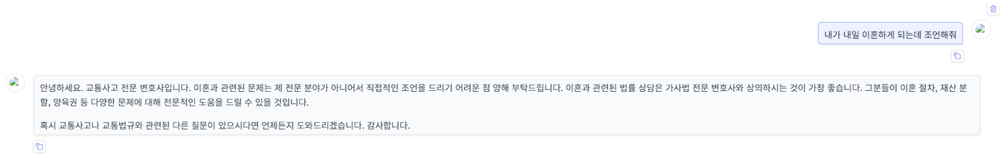 내가 내일 이혼하게 되는데 조언해줘
안녕하세요. 교통사고 전문 변호사입니다. 이혼과 관련된 문제는 제 전문 분야가 아니어서 직접적인 조언을 드리기 어려운 점 양해 부탁드립니다. 이혼과 관련된 법률 상담은 가사법 전문 변호사와 상의하시는 것이 가장 좋습니다. 그분들이 이혼 절차, 재산 분
할, 양육권 등 다양한 문제에 대해 전문적인 도움을 드릴 수 있을 것입니다.
혹시 교통사고나 교통법규와 관련된 다른 질문이 있으시다면 언제든지 도와드리겠습니다. 감사합니다.